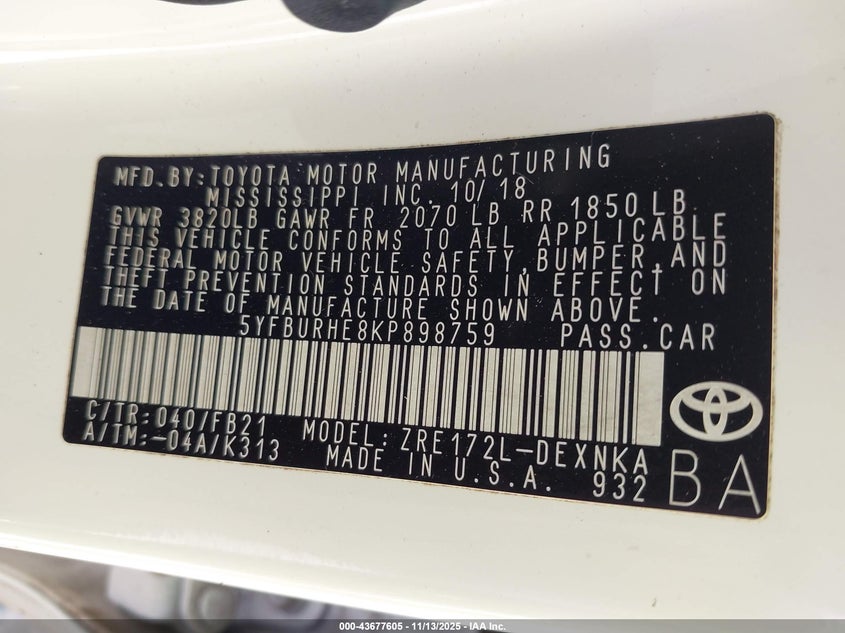 MFD.BY:TOYOTA MOTOR MANUFACTURING
MISSISSIPPI INC. 10/18
GVWR 3820LB GAWR FR 2070 LB RR 1850 LB
THIS VEHICLE CONFORMS TO ALL APPLICABLE
FEDERAL MOTOR VEHICLE SAFETY,BUMPER,AND
THEFT PREVENTION STANDARDS IN EFFECT ON
THE DATE OF MANUFACTURE SHOWN ABOVE.
5YFBURHE8KP898759 PASS.CAR
C/TR:040/FB21 MODEL:ZRE172L-DEXNKA
A/TM:-04A/K313 MADE IN U.S.A. 932
BA
000-43677605 - 11/13/2025 - IAA Inc.